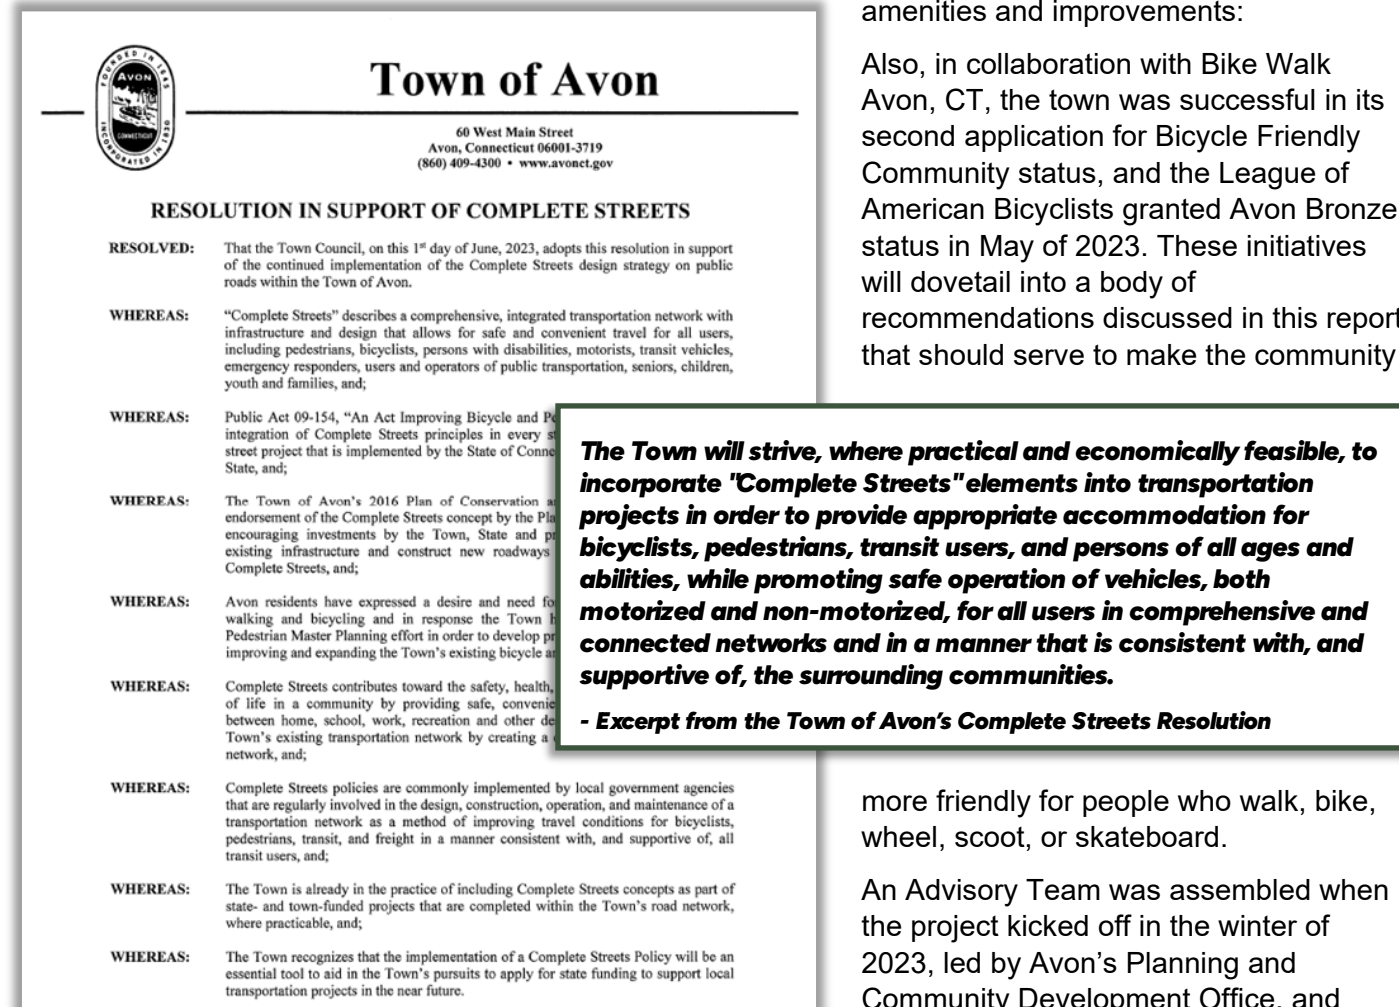 FOUNDED IN 1645
AVON
CONNECTICUT
INCORPORATED IN 1830
Town of Avon
60 West Main Street
Avon, Connecticut 06001-3719
(860) 409-4300 • www.avonct.gov
RESOLUTION IN SUPPORT OF COMPLETE STREETS
RESOLVED: That the Town Council, on this 1st day of June, 2023, adopts this resolution in support
of the continued implementation of the Complete Streets design strategy on public
roads within the Town of Avon.
WHEREAS: “Complete Streets” describes a comprehensive, integrated transportation network with
infrastructure and design that allows for safe and convenient travel for all users,
including pedestrians, bicyclists, persons with disabilities, motorists, transit vehicles,
emergency responders, users and operators of public transportation, seniors, children,
youth and families, and;
WHEREAS: Public Act 09-154, “An Act Improving Bicycle and
integration of Complete Streets principles in every
street project that is implemented by the State of
State, and;
WHEREAS: The Town of Avon’s 2016 Plan of Conservation
endorsement of the Complete Streets concept by the
encouraging investments by the Town, State and
existing infrastructure and construct new roadways
Complete Streets, and;
WHEREAS: Avon residents have expressed a desire and need
walking and bicycling and in response the Town
Pedestrian Master Planning effort in order to develop
improving and expanding the Town’s existing bicycle
WHEREAS: Complete Streets contributes toward the safety, health,
of life in a community by providing safe,
between home, school, work, recreation and other
Town’s existing transportation network by creating a
network, and;
WHEREAS: Complete Streets policies are commonly implemented by local government agencies
that are regularly involved in the design, construction, operation, and maintenance of a
transportation network as a method of improving travel conditions for bicyclists,
pedestrians, transit, and freight in a manner consistent with, and supportive of, all
transit users, and;
WHEREAS: The Town is already in the practice of including Complete Streets concepts as part of
state- and town-funded projects that are completed within the Town’s road network,
where practicable, and;
WHEREAS: The Town recognizes that the implementation of a Complete Streets Policy will be an
essential tool to aid in the Town’s pursuits to apply for state funding to support local
transportation projects in the near future.
amenities and improvements:
Also, in collaboration with Bike Walk
Avon, CT, the town was successful in its
second application for Bicycle Friendly
Community status, and the League of
American Bicyclists granted Avon Bronze
status in May of 2023. These initiatives
will dovetail into a body of
recommendations discussed in this report
that should serve to make the community
The Town will strive, where practical and economically feasible, to
incorporate "Complete Streets" elements into transportation
projects in order to provide appropriate accommodation for
bicyclists, pedestrians, transit users, and persons of all ages and
abilities, while promoting safe operation of vehicles, both
motorized and non-motorized, for all users in comprehensive and
connected networks and in a manner that is consistent with, and
supportive of, the surrounding communities.
- Excerpt from the Town of Avon’s Complete Streets Resolution
more friendly for people who walk, bike,
wheel, scoot, or skateboard.
An Advisory Team was assembled when
the project kicked off in the winter of
2023, led by Avon’s Planning and
Community Development Office, and